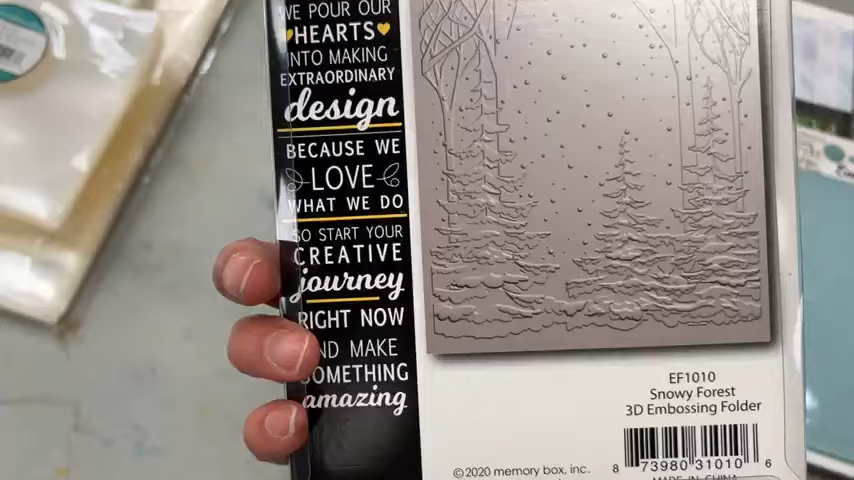 WE POUR OUR
HEARTS
INTO MAKING
EXTRAORDINARY
design
BECAUSE WE
LOVE
WHAT WE DO
SO START YOUR
CREATIVE
journey
RIGHT NOW
AND MAKE
SOMETHING
amazing
EF1010
Snowy Forest
3D Embossing Folder
8 73980 31010 6
©2020 memory box, inc.
MADE IN CHINA